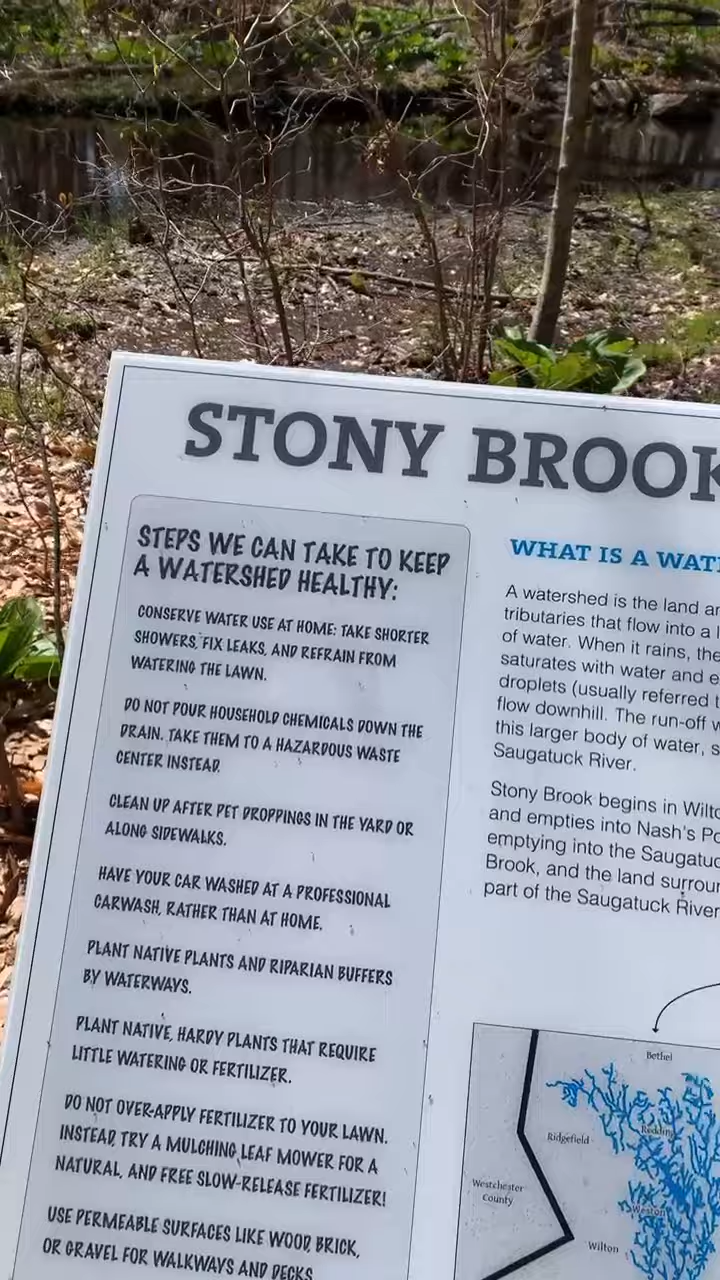 STONY BROOK
STEPS WE CAN TAKE TO KEEP
A WATERSHED HEALTHY:
CONSERVE WATER USE AT HOME: TAKE SHORTER
SHOWERS, FIX LEAKS, AND REFRAIN FROM
WATERING THE LAWN.
DO NOT POUR HOUSEHOLD CHEMICALS DOWN THE
DRAIN. TAKE THEM TO A HAZARDOUS WASTE
CENTER INSTEAD.
CLEAN UP AFTER PET DROPPINGS IN THE YARD OR
ALONG SIDEWALKS.
HAVE YOUR CAR WASHED AT A PROFESSIONAL
CARWASH, RATHER THAN AT HOME.
PLANT NATIVE PLANTS AND RIPARIAN BUFFERS
BY WATERWAYS.
PLANT NATIVE, HARDY PLANTS THAT REQUIRE
LITTLE WATERING OR FERTILIZER.
DO NOT OVER-APPLY FERTILIZER TO YOUR LAWN.
INSTEAD, TRY A MULCHING LEAF MOWER FOR A
NATURAL, AND FREE SLOW-RELEASE FERTILIZER!
USE PERMEABLE SURFACES LIKE WOOD, BRICK,
OR GRAVEL FOR WALKWAYS AND DECKS
WHAT IS A
A watershed is the land
tributaries that flow into a
of water. When it rains, the
saturates with water and
droplets (usually referred
flow downhill. The run-off
this larger body of water,
Saugatuck River.
Stony Brook begins in
and empties into Nash's
emptying into the
Brook, and the land
part of the Saugatuck River
Bethel
Redding
Ridgefield
Westchester
County
Weston
Wilton